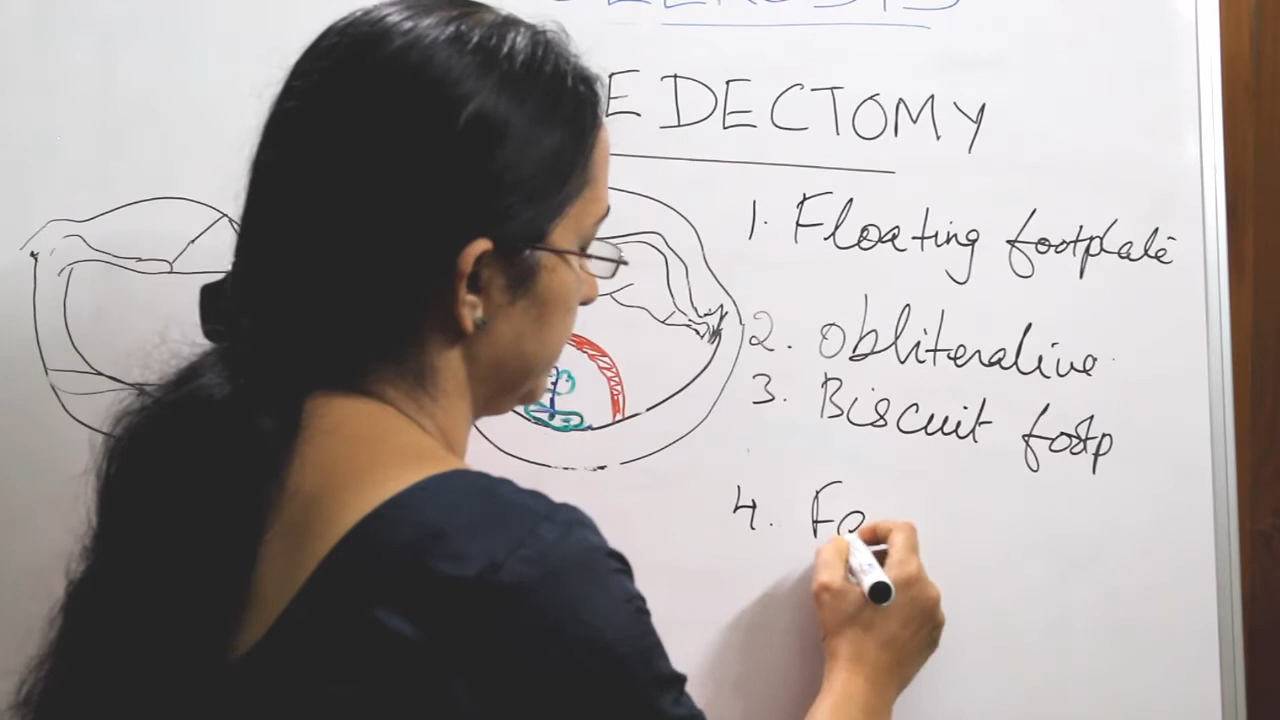 EDECTOMY
1. Floating footplate
2. obliterative
3. Biscuit footp
4. Fo